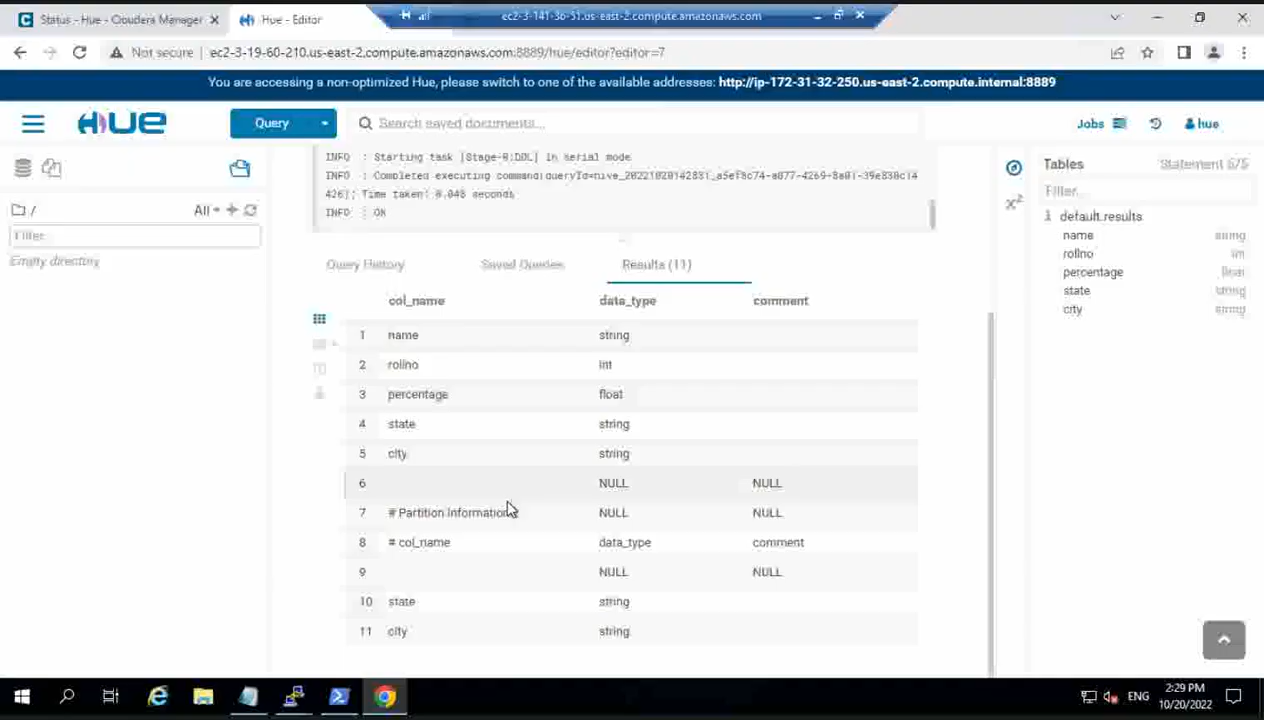 Status - Hue - Cloudera Manager
Hue - Editor
ec2-3-141-36-51.us-east-2.compute.amazonaws.com
Not secure
ec2-3-19-60-210.us-east-2.compute.amazonaws.com:8889/hue/editor?editor=7
You are accessing a non-optimized Hue, please switch to one of the available addresses: http://ip-172-31-32-250.us-east-2.compute.internal:8889
HUE
Query
Search saved documents...
Jobs
hue
INFO : Starting task [Stage-0:DDL] in serial mode
INFO : Completed executing
Time taken: 0.048 seconds
INFO : OK
/
All
Filter
Empty directory
Query History
Saved Queries
Results (11)
col_name data_type comment
1 name string
2 rollno int
3 percentage float
4 state string
5 city string
6 NULL NULL
7 # Partition Information NULL NULL
8 # col_name data_type comment
9 NULL NULL
10 state string
11 city string
Tables
Statement 5/5
Filter...
default.results
name string
rollno int
percentage float
state string
city string
ENG
2:29 PM
10/20/2022